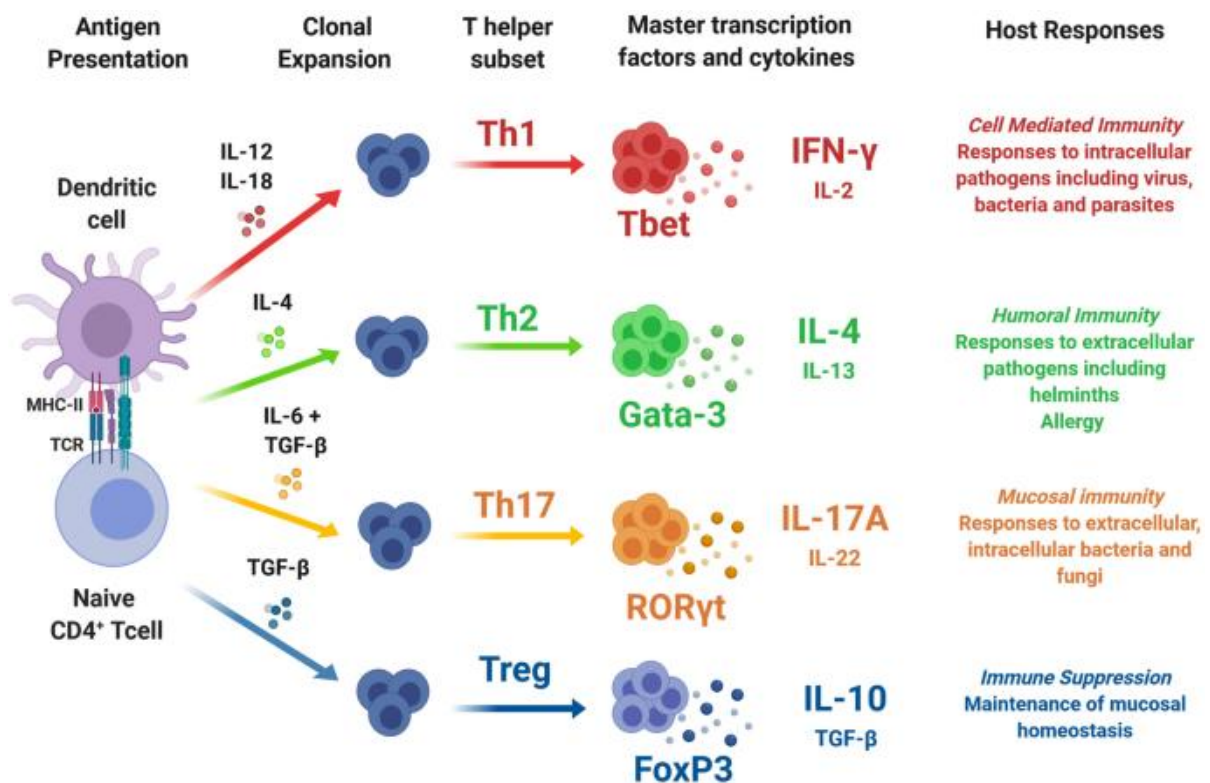 Antigen
Presentation
Clonal
Expansion
T helper
subset
Master transcription
factors and cytokines
Host Responses
Dendritic
cell
MHC-II
TCR
Naive
CD4⁺ Tcell
IL-12
IL-18
Th1
Tbet
IFN-γ
IL-2
Cell Mediated Immunity
Responses to intracellular
pathogens including virus,
bacteria and parasites
IL-4
Th2
Gata-3
IL-4
IL-13
Humoral Immunity
Responses to extracellular
pathogens including
helminths
Allergy
IL-6 +
TGF-β
Th17
RORγt
IL-17A
IL-22
Mucosal immunity
Responses to extracellular,
intracellular bacteria and
fungi
TGF-β
Treg
FoxP3
IL-10
TGF-β
Immune Suppression
Maintenance of mucosal
homeostasis